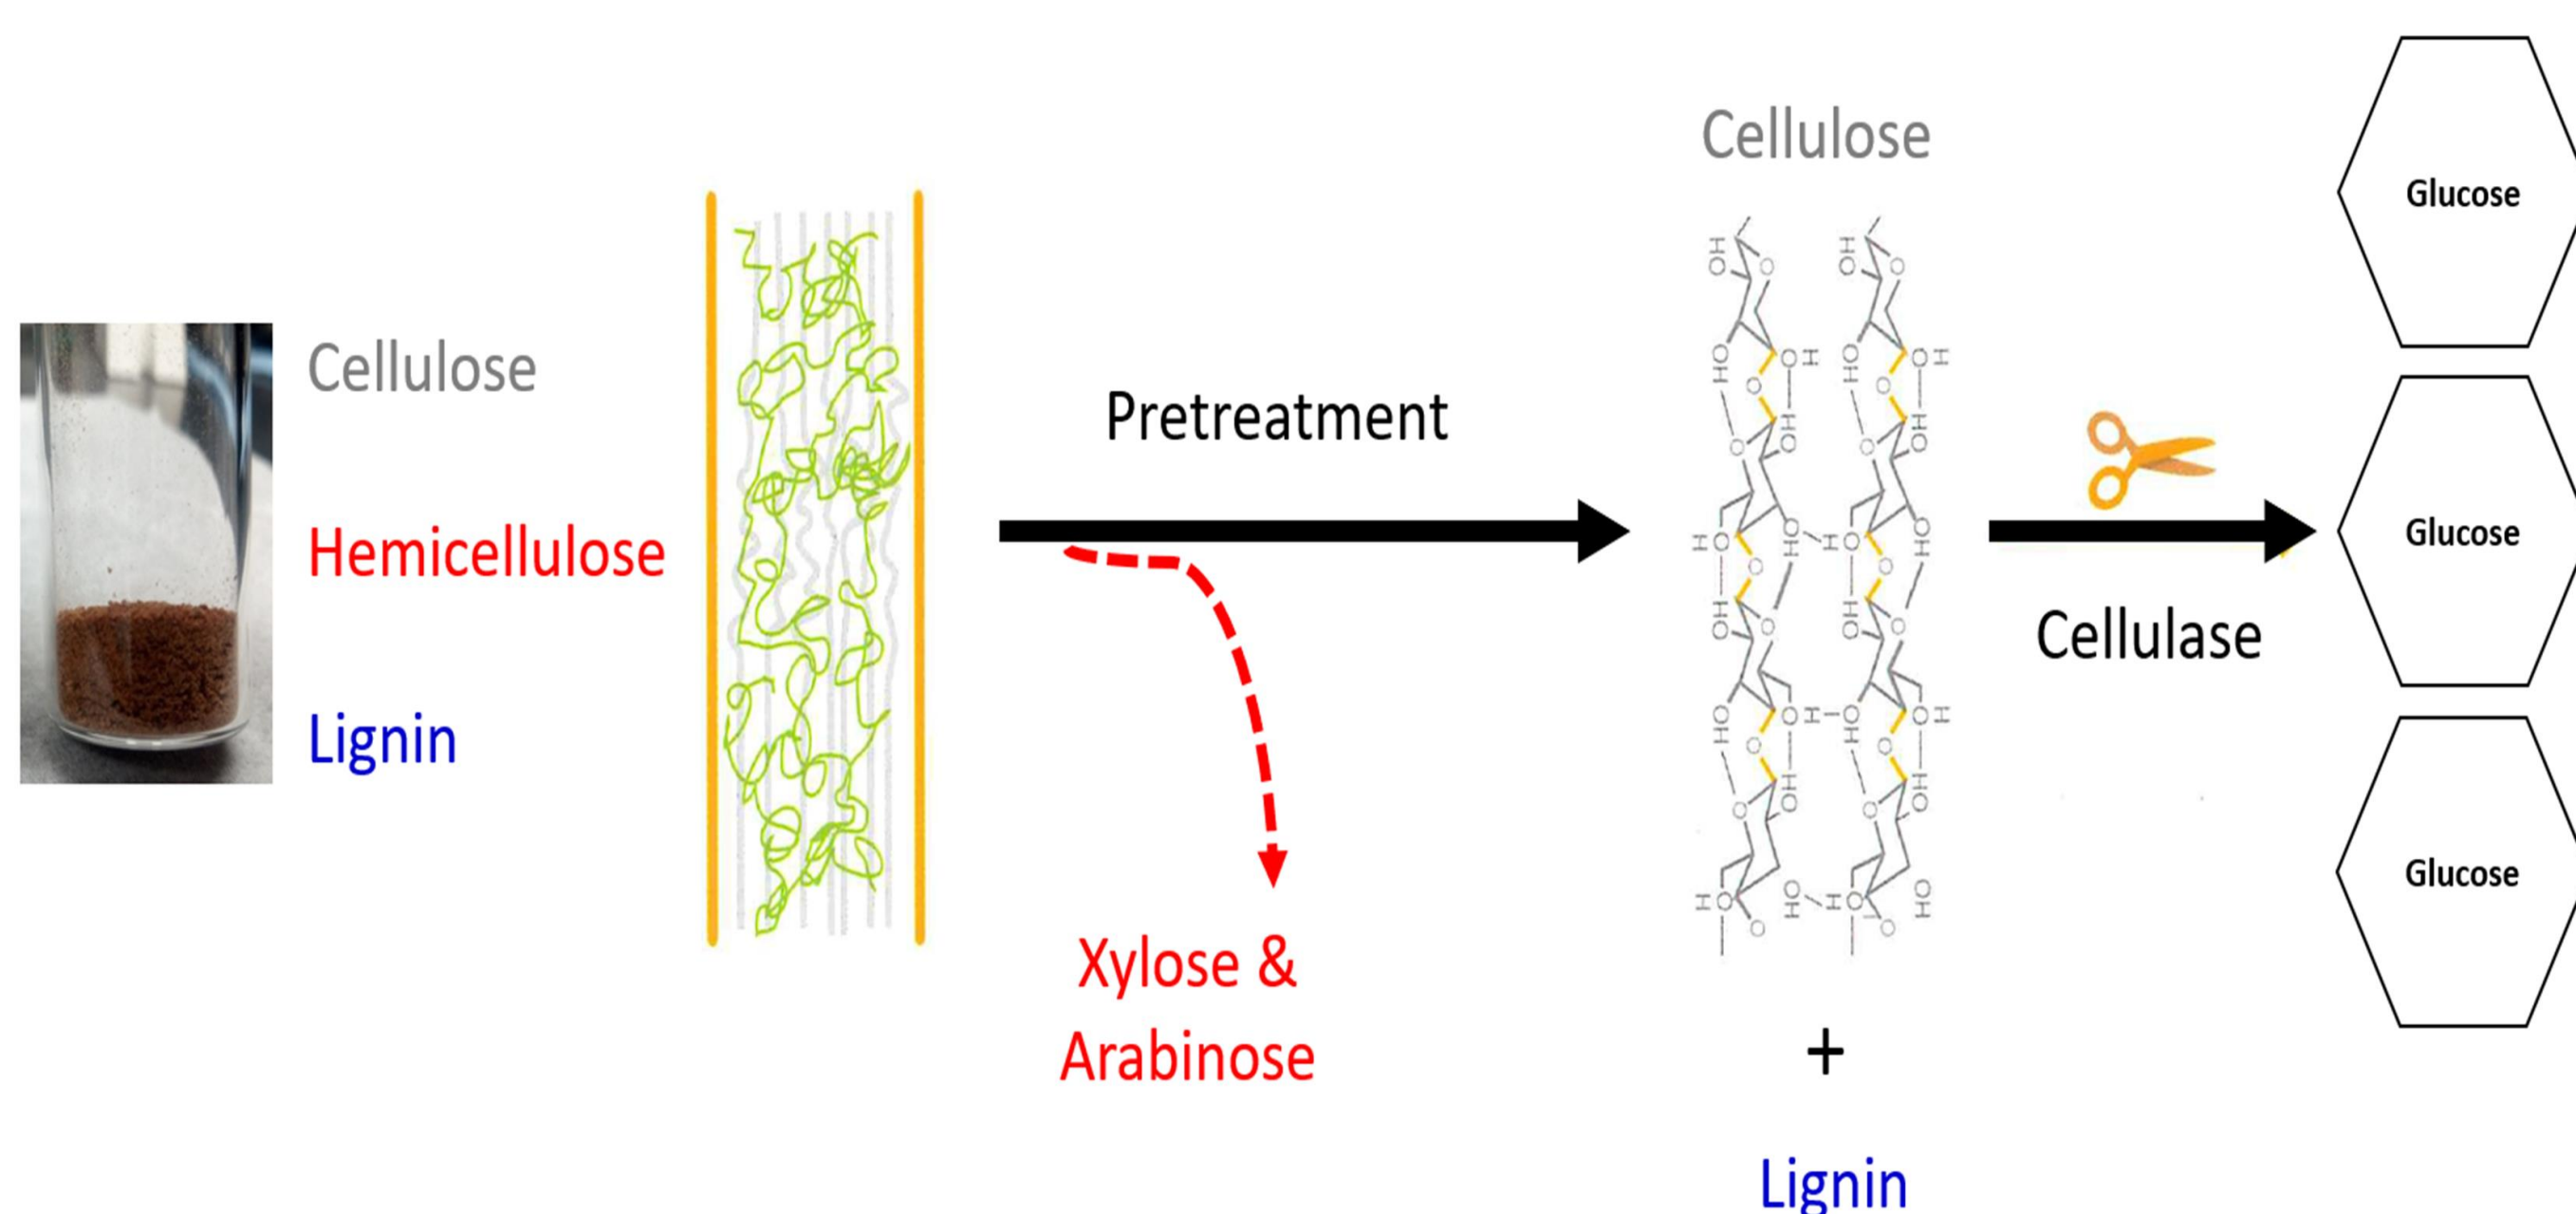 Cellulose
Hemicellulose
Lignin
Pretreatment
Xylose &
Arabinose
Cellulose
+
Lignin
Cellulase
Glucose
Glucose
Glucose